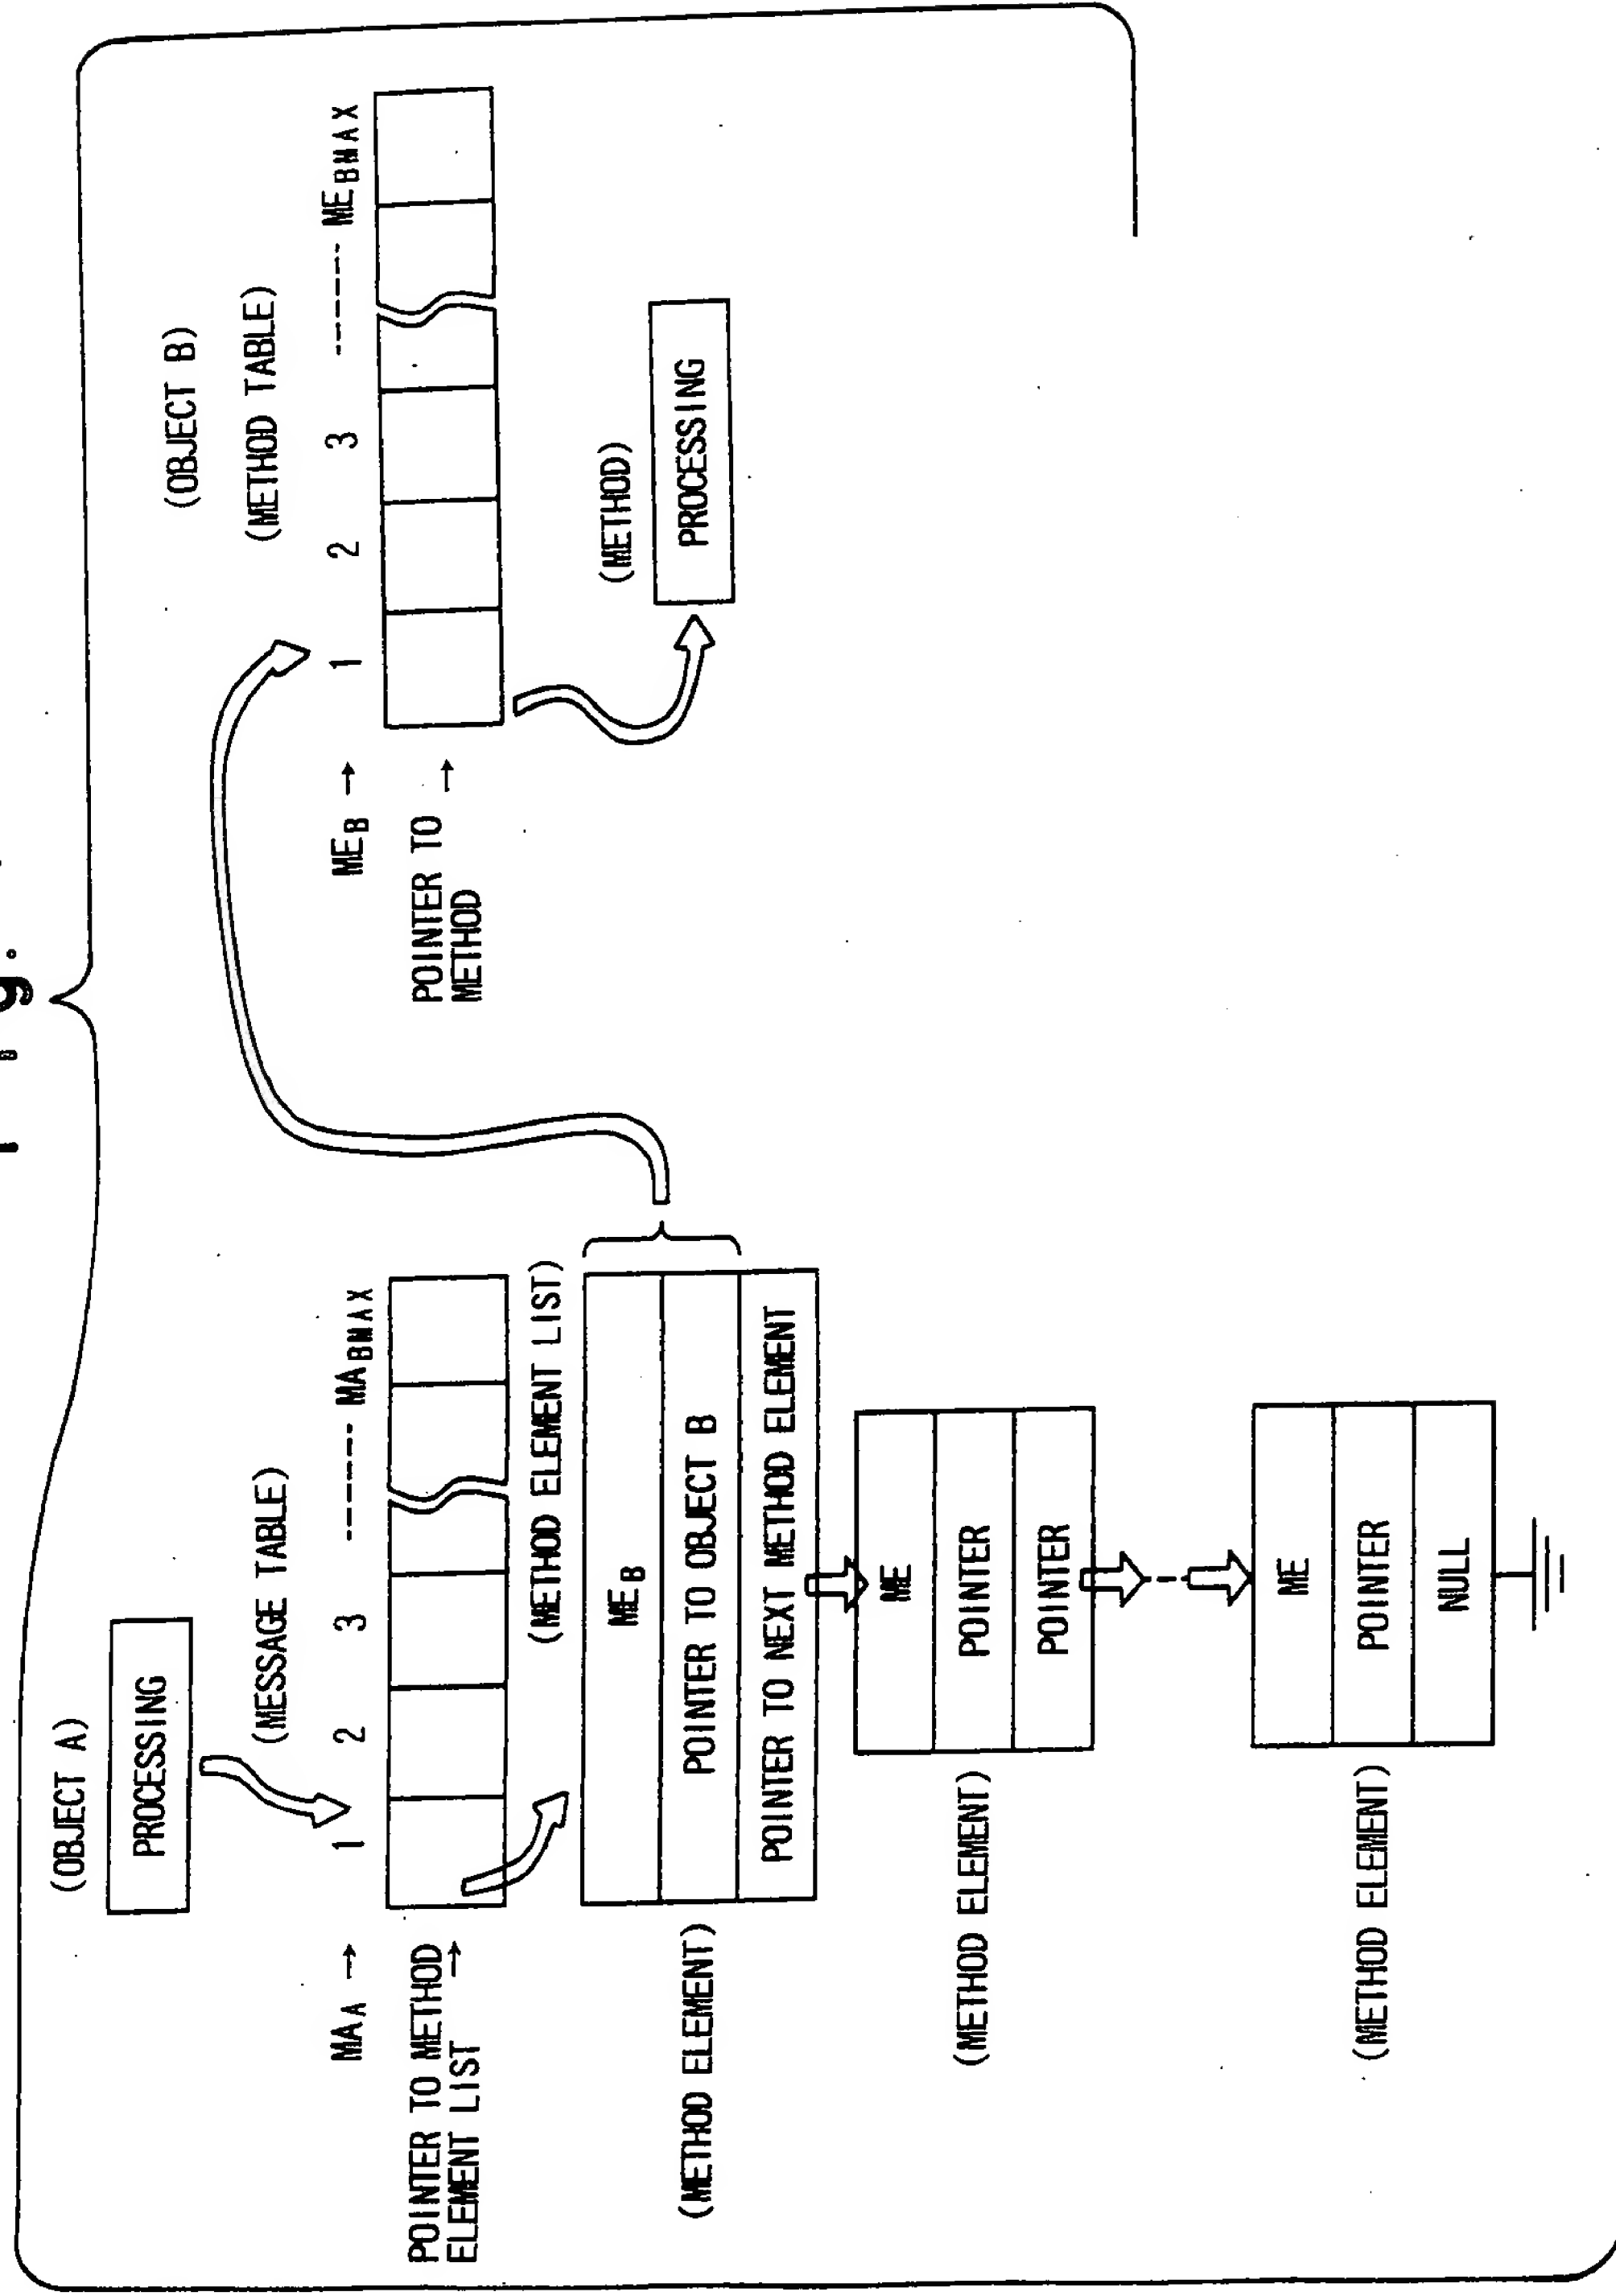 Fig.
(OBJECT A)
PROCESSING
(MESSAGE TABLE)
MA_A → 1 2 3 ------ MA_BMAX
POINTER TO METHOD
ELEMENT LIST →
(METHOD ELEMENT LIST)
(METHOD ELEMENT)
ME_B
POINTER TO OBJECT B
POINTER TO NEXT METHOD ELEMENT
(METHOD ELEMENT)
ME
POINTER
POINTER
(METHOD ELEMENT)
ME
POINTER
NULL
(OBJECT B)
(METHOD TABLE)
ME_B → 1 2 3 ------ ME_BMAX
POINTER TO →
METHOD
(METHOD)
PROCESSING